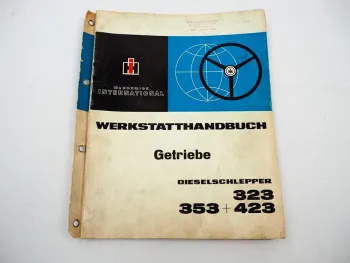 McCORMICK
INTERNATIONAL
WERKSTATTHANDBUCH
Getriebe
DIESELSCHLEPPER
323
353+423